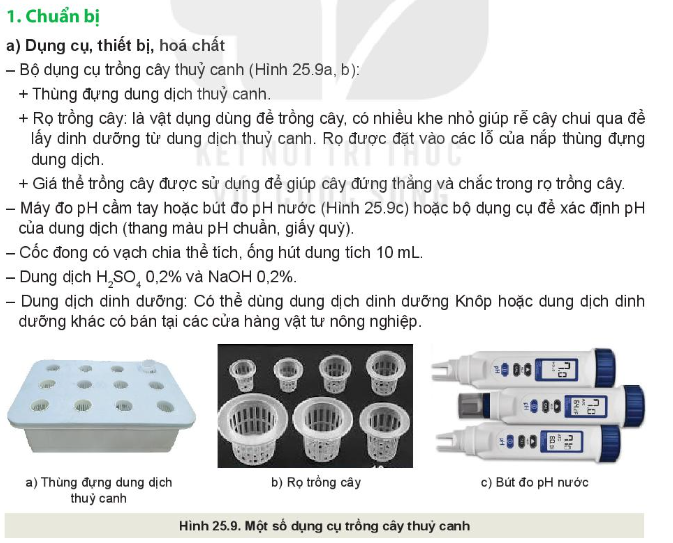 1. Chuẩn bị
a) Dụng cụ, thiết bị, hoá chất
– Bộ dụng cụ trồng cây thuỷ canh (Hình 25.9a, b):
+ Thùng đựng dung dịch thuỷ canh.
+ Rọ trồng cây: là vật dụng dùng để trồng cây, có nhiều khe nhỏ giúp rễ cây chui qua để
lấy dinh dưỡng từ dung dịch thuỷ canh. Rọ được đặt vào các lỗ của nắp thùng đựng
dung dịch.
+ Giá thể trồng cây được sử dụng để giúp cây đứng thẳng và chắc trong rọ trồng cây.
– Máy đo pH cầm tay hoặc bút đo pH nước (Hình 25.9c) hoặc bộ dụng cụ để xác định pH
của dung dịch (thang màu pH chuẩn, giấy quỳ).
– Cốc đong có vạch chia thể tích, ống hút dung tích 10 mL.
– Dung dịch H₂SO₄ 0,2% và NaOH 0,2%.
– Dung dịch dinh dưỡng: Có thể dùng dung dịch dinh dưỡng Knôp hoặc dung dịch dinh
dưỡng khác có bán tại các cửa hàng vật tư nông nghiệp.
KẾT NỐI TRI THỨC
VỚI CUỘC SỐNG
a) Thùng đựng dung dịch
thuỷ canh
b) Rọ trồng cây
c) Bút đo pH nước
Hình 25.9. Một số dụng cụ trồng cây thuỷ canh